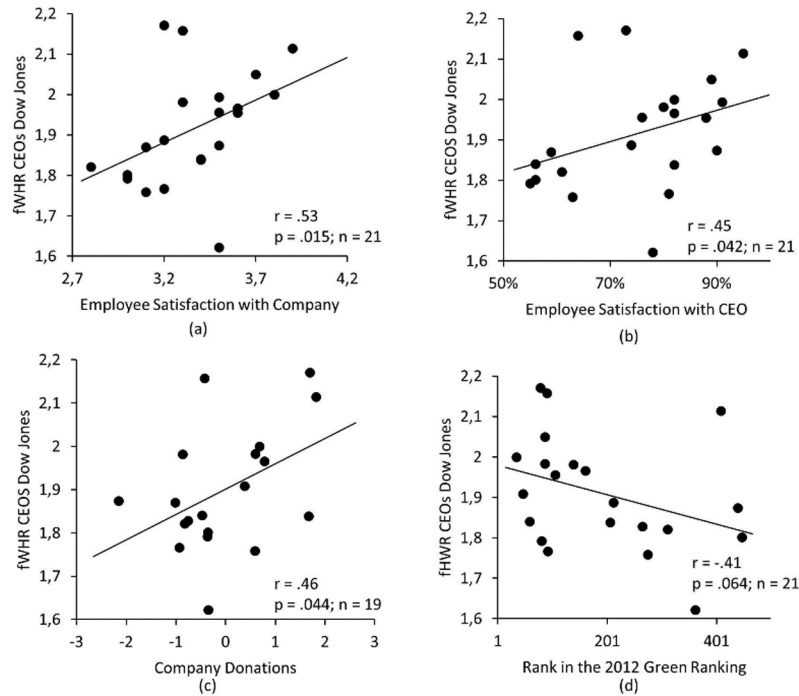 2,2
2,1
2
1,9
1,8
1,7
1,6
fWHR CEOs Dow Jones
r = .53
p = .015; n = 21
2,7 3,2 3,7 4,2
Employee Satisfaction with Company
(a)
2,2
2,1
2
1,9
1,8
1,7
1,6
fWHR CEOS Dow Jones
r = .45
p = .042; n = 21
50% 70% 90%
Employee Satisfaction with CEO
(b)
2,2
2,1
2,0
1,9
1,8
1,7
1,6
fWHR CEOS Dow Jones
r = .46
p = .044; n = 19
-3 -2 -1 0 1 2 3
Company Donations
(c)
2,2
2,1
2,0
1,9
1,8
1,7
1,6
fHWR CEOs Dow Jones
r = -.41
p = .064; n = 21
1 201 401
Rank in the 2012 Green Ranking
(d)